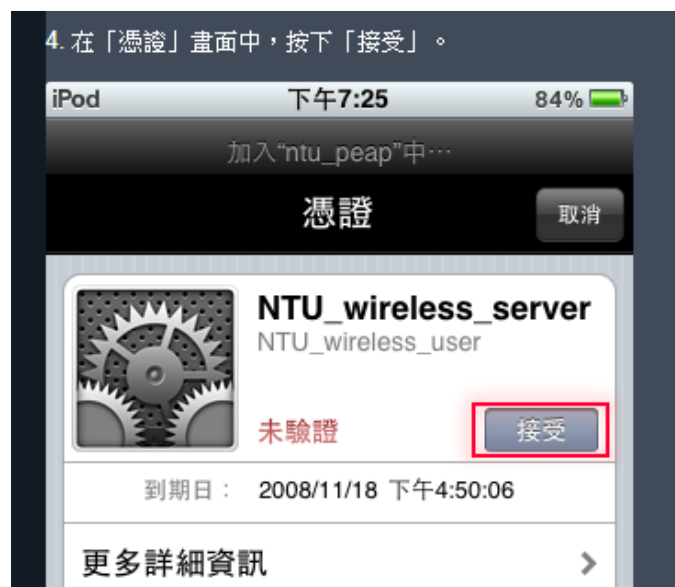 4. 在「憑證」畫面中，按下「接受」。
iPod 下午7:25 84%
加入“ntu_peap”中…
憑證 取消
NTU_wireless_server
NTU_wireless_user
未驗證 接受
到期日： 2008/11/18 下午4:50:06
更多詳細資訊